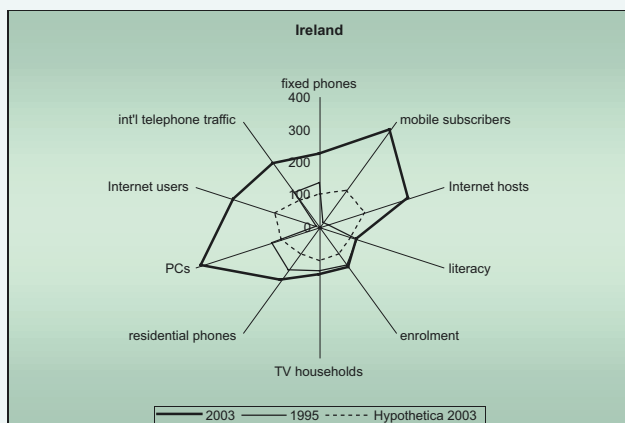 Ireland
fixed phones
400
int'l telephone traffic
mobile subscribers
300
200
Internet users
Internet hosts
100
0
PCs
literacy
residential phones
enrolment
TV households
2003 1995 Hypothetica 2003